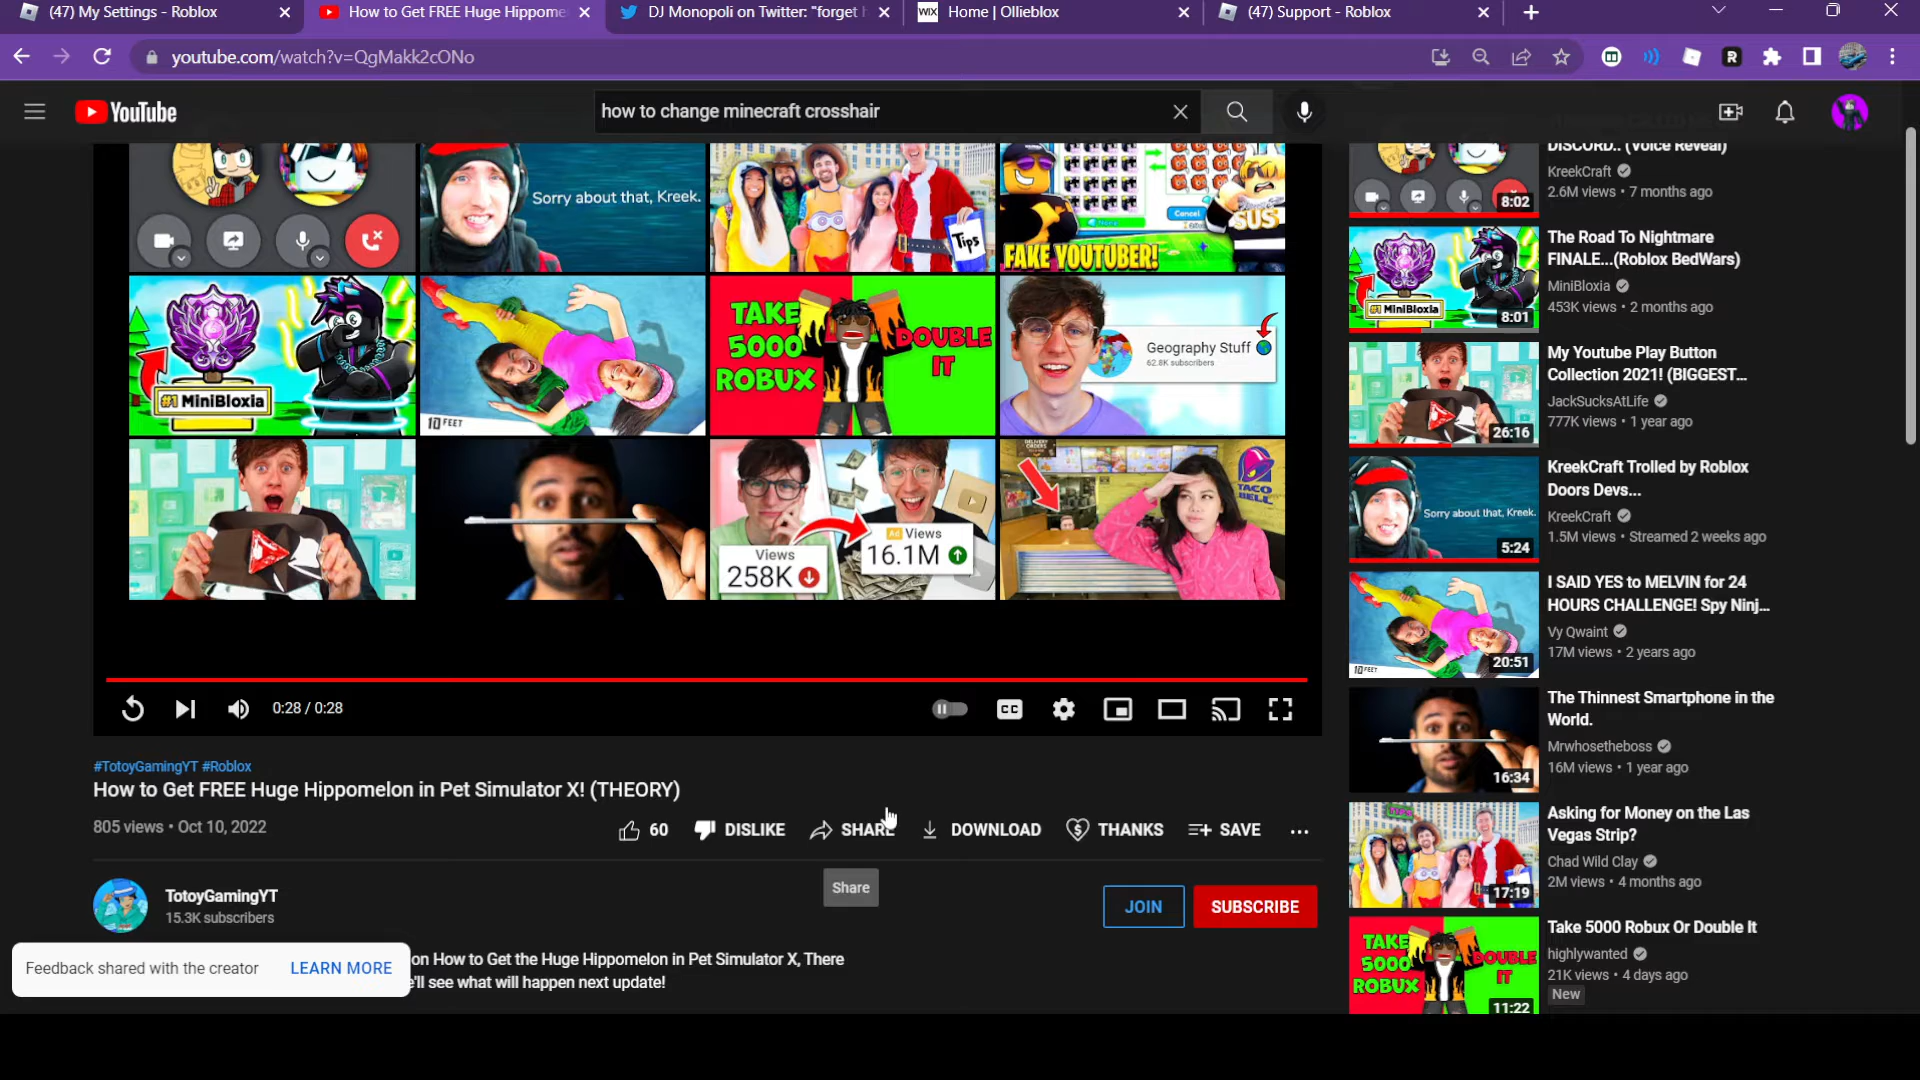 (47) My Settings - Roblox
How to Get FREE Huge Hippome
DJ Monopoli on Twitter: "forget
WIX
Home | Ollieblox
(47) Support - Roblox
youtube.com/watch?v=QgMakk2cONo
YouTube
how to change minecraft crosshair
Sorry about that, Kreek.
Tips
Cancel
SUS
FAKE YOUTUBER!
#1 MiniBloxia
10 FEET
TAKE
5000
ROBUX
DOUBLE
IT
Geography Stuff
62.8K subscribers
Views
258K
Ad Views
16.1M
TACO
BELL
0:28 / 0:28
CC
#TotoyGamingYT #Roblox
How to Get FREE Huge Hippomelon in Pet Simulator X! (THEORY)
805 views • Oct 10, 2022
60
DISLIKE
SHARE
DOWNLOAD
THANKS
SAVE
Share
TotoyGamingYT
15.3K subscribers
JOIN
SUBSCRIBE
Feedback shared with the creator
LEARN MORE
on How to Get the Huge Hippomelon in Pet Simulator X, There
e'll see what will happen next update!
DISCORD.. (Voice Reveal)
KreekCraft
2.6M views • 7 months ago
8:02
The Road To Nightmare
FINALE...(Roblox BedWars)
MiniBloxia
453K views • 2 months ago
#1 MiniBloxia
8:01
My Youtube Play Button
Collection 2021! (BIGGEST...
JackSucksAtLife
777K views • 1 year ago
26:16
KreekCraft Trolled by Roblox
Doors Devs...
KreekCraft
1.5M views • Streamed 2 weeks ago
Sorry about that, Kreek.
5:24
I SAID YES to MELVIN for 24
HOURS CHALLENGE! Spy Ninj...
Vy Qwaint
17M views • 2 years ago
10 FEET
20:51
The Thinnest Smartphone in the
World.
Mrwhosetheboss
16M views • 1 year ago
16:34
Asking for Money on the Las
Vegas Strip?
Chad Wild Clay
2M views • 4 months ago
17:19
Take 5000 Robux Or Double It
highlywanted
21K views • 4 days ago
New
TAKE
5000
ROBUX
DOUBLE
IT
11:22